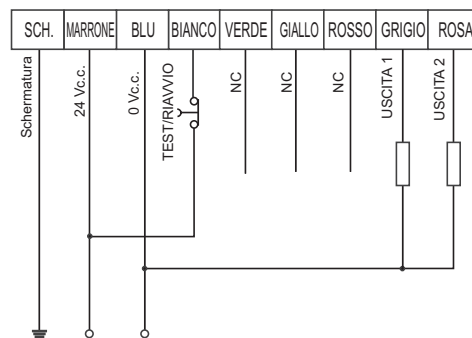 SCH. MARRONE BLU BIANCO VERDE GIALLO ROSSO GRIGIO ROSA
Schermatura
24 Vc.c.
0 Vc.c.
TEST/RIAVVIO
NC
NC
NC
USCITA 1
USCITA 2